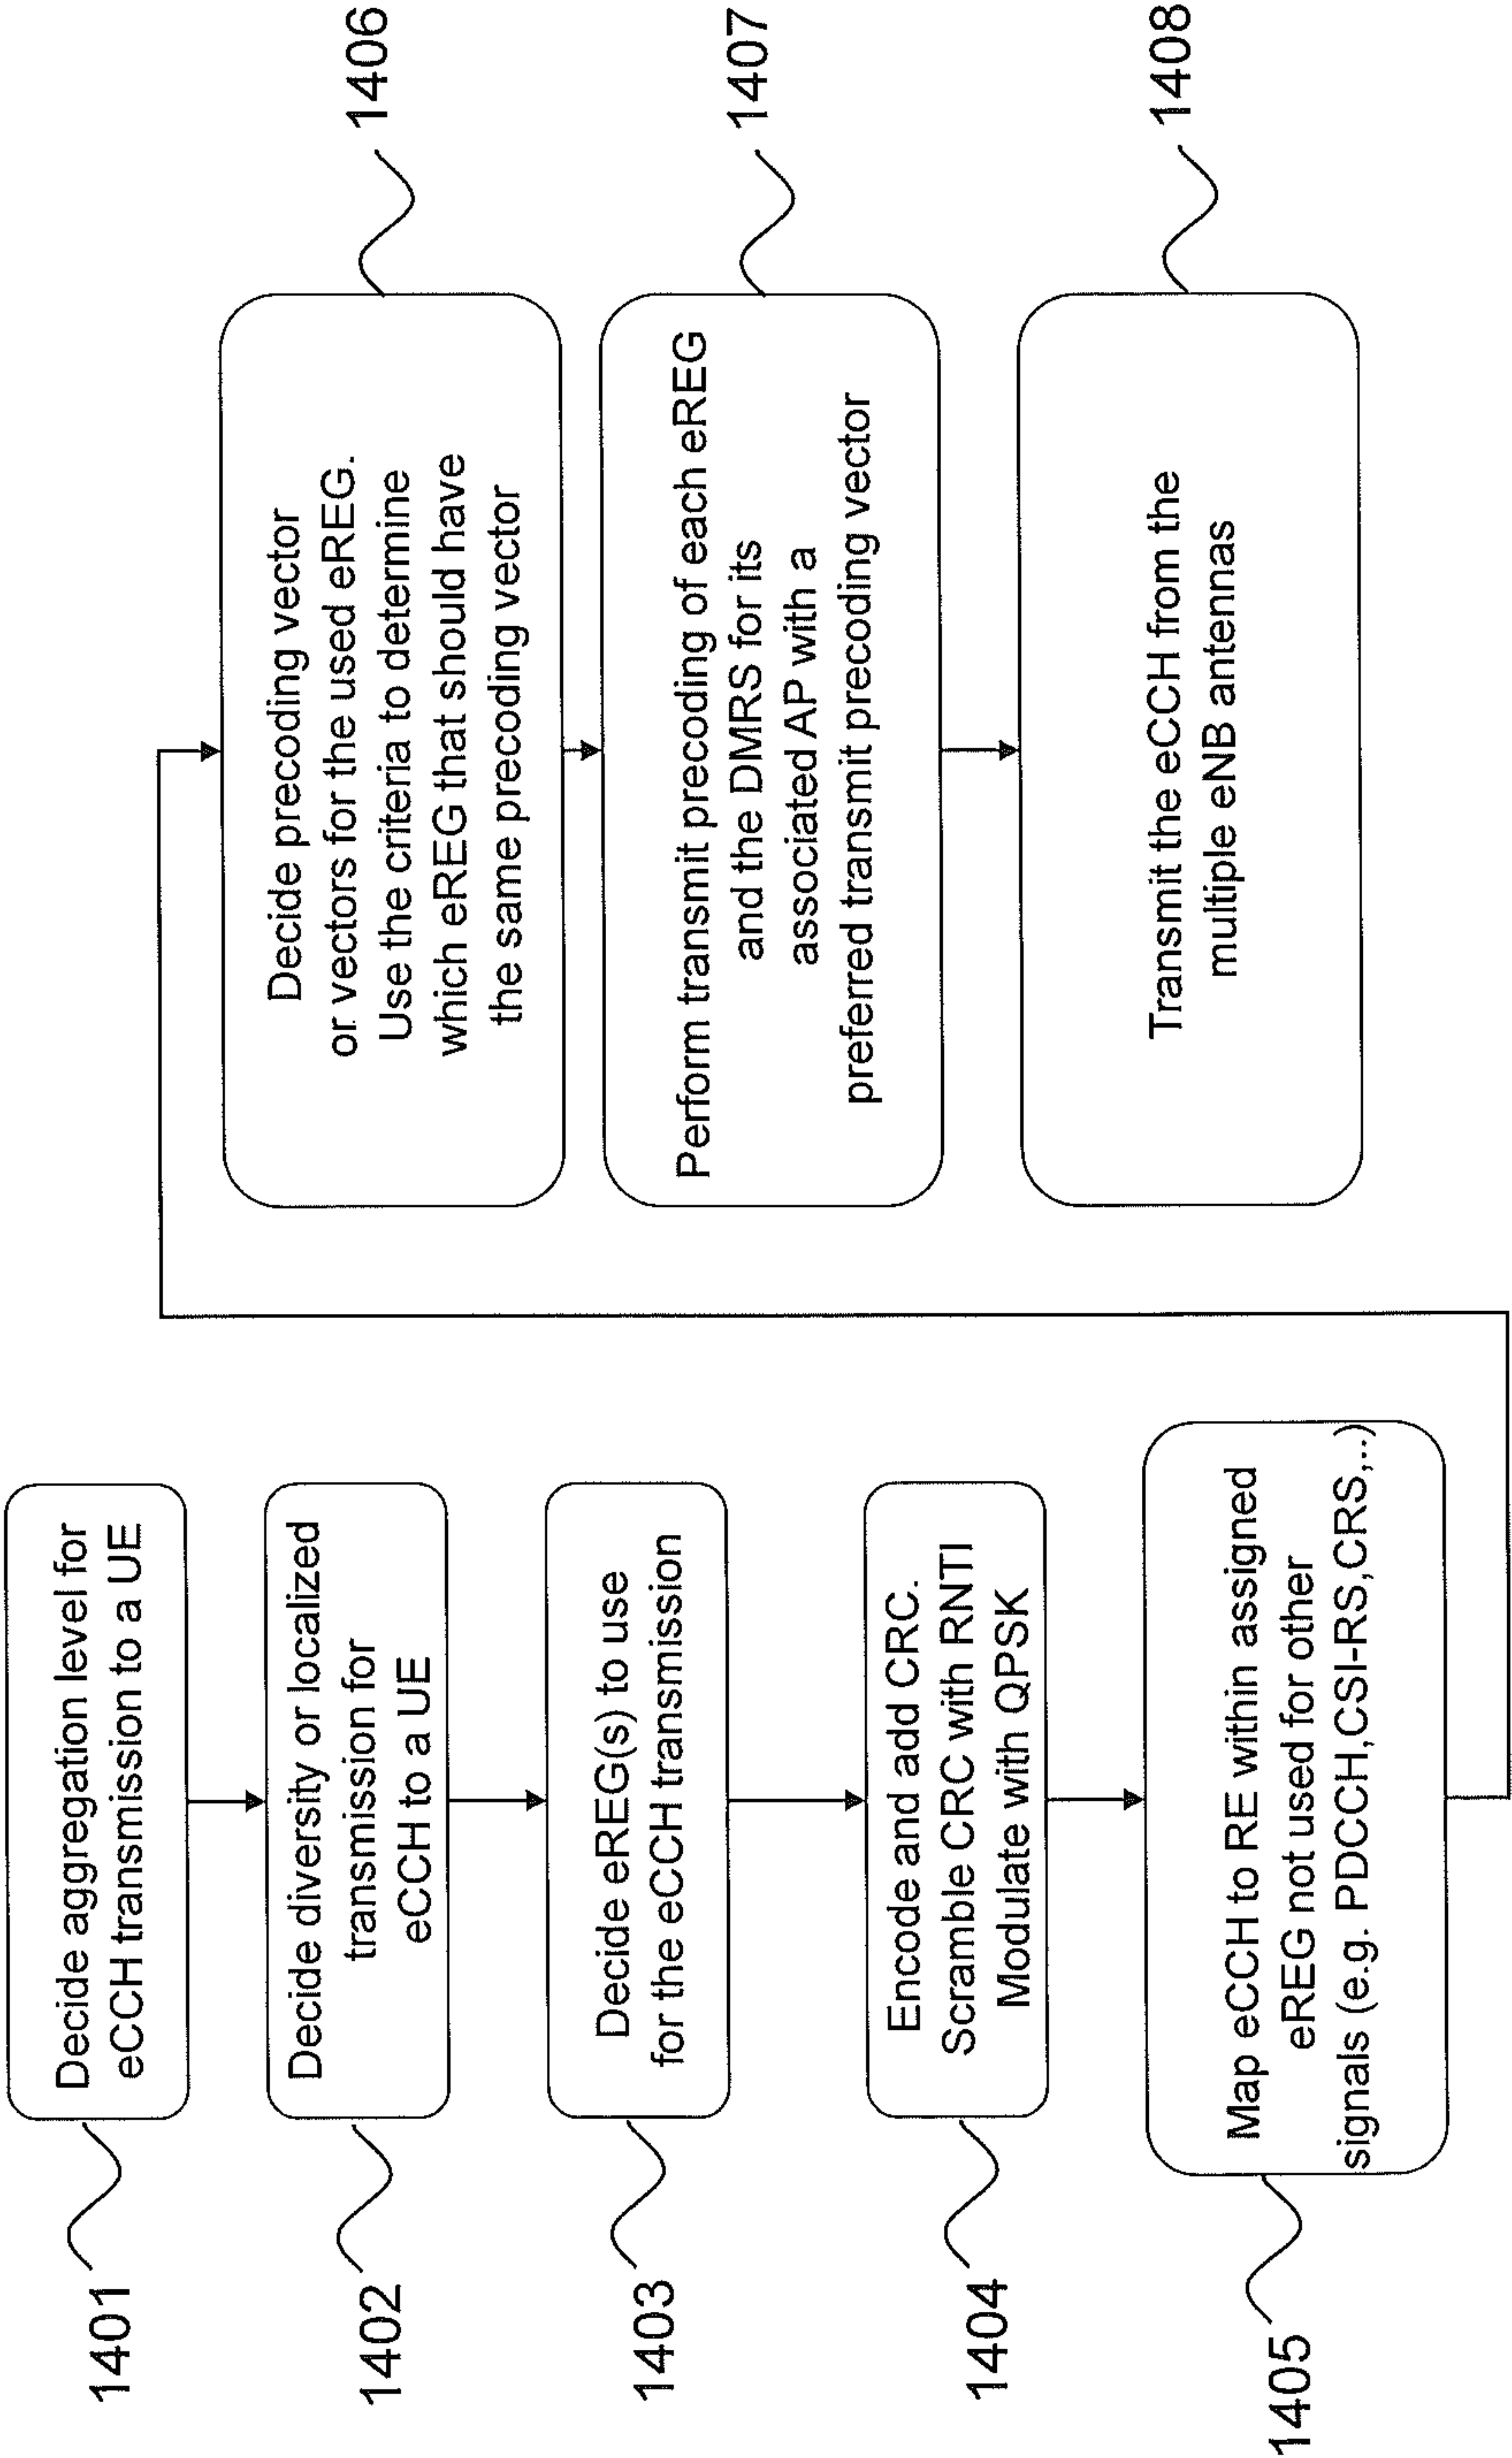 1401
Decide aggregation level for
eCCH transmission to a UE
1402
Decide diversity or localized
transmission for
eCCH to a UE
1403
Decide eREG(s) to use
for the eCCH transmission
1404
Encode and add CRC.
Scramble CRC with RNTI
Modulate with QPSK
1405
Map eCCH to RE within assigned
eREG not used for other
signals (e.g. PDCCH,CSI-RS,CRS,..)
Decide precoding vector
or vectors for the used eREG.
Use the criteria to determine
which eREG that should have
the same precoding vector
1406
Perform transmit precoding of each eREG
and the DMRS for its
associated AP with a
preferred transmit precoding vector
1407
Transmit the eCCH from the
multiple eNB antennas
1408